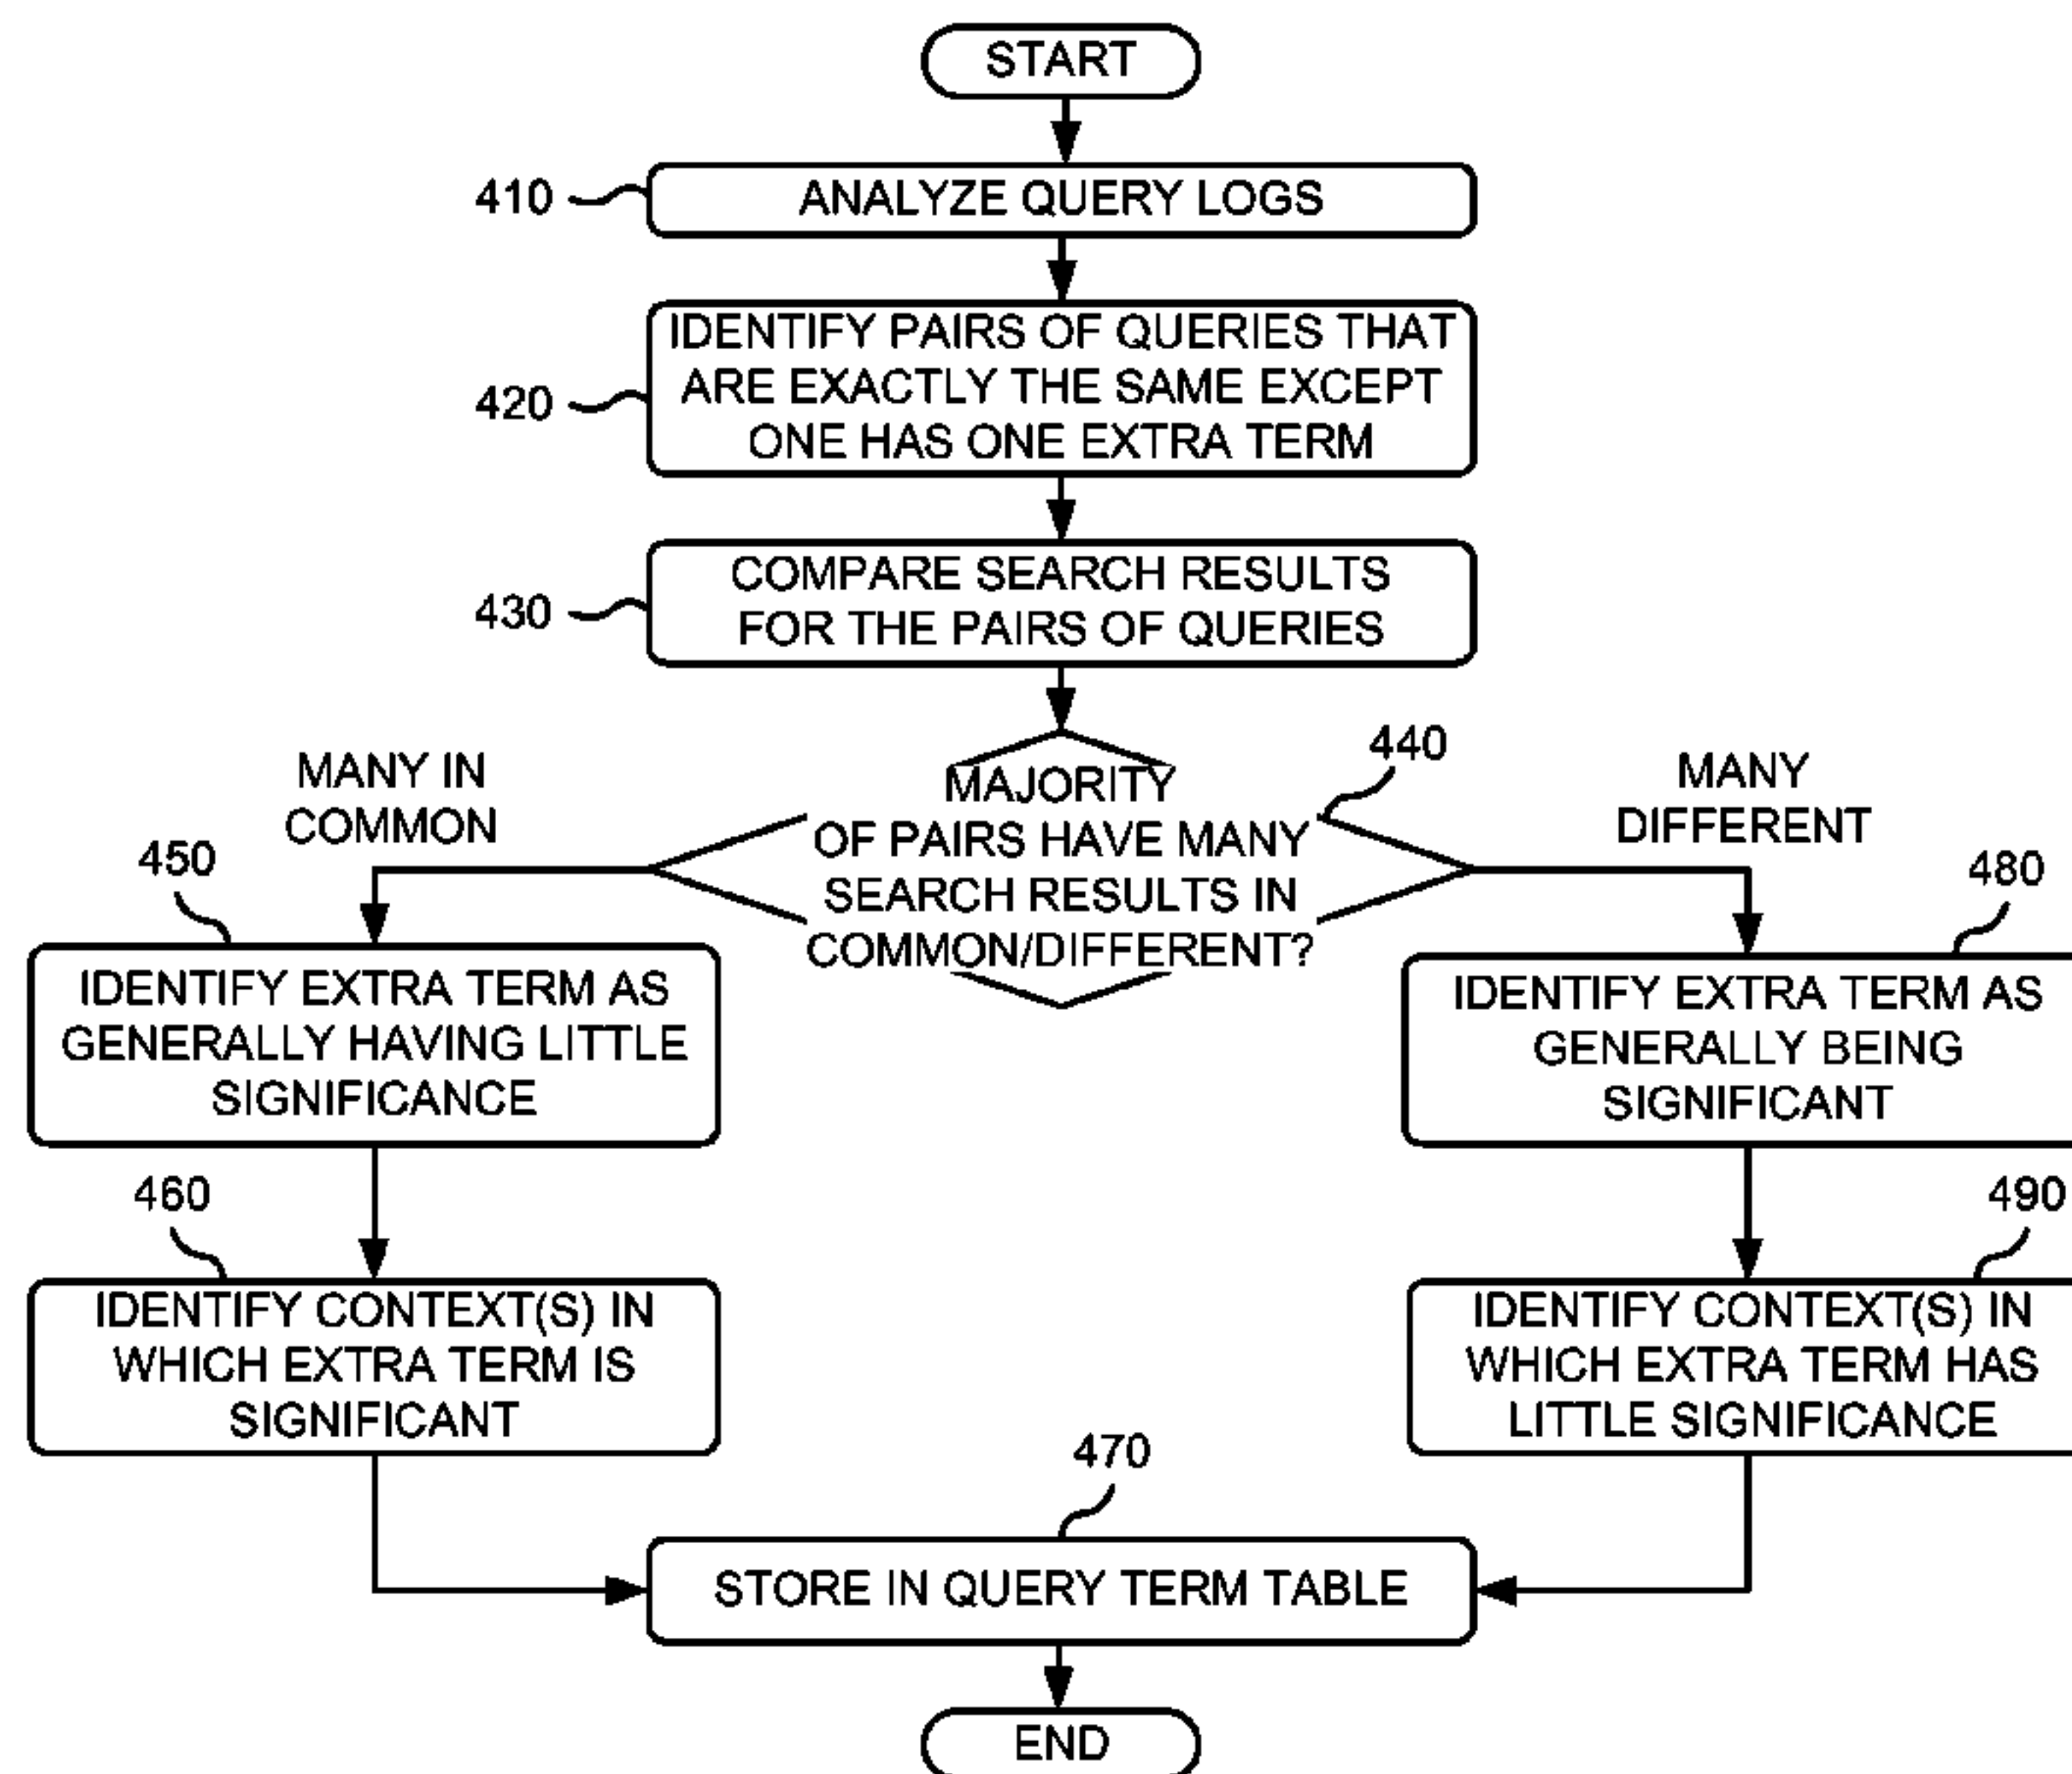 START
410
ANALYZE QUERY LOGS
420
IDENTIFY PAIRS OF QUERIES THAT
ARE EXACTLY THE SAME EXCEPT
ONE HAS ONE EXTRA TERM
430
COMPARE SEARCH RESULTS
FOR THE PAIRS OF QUERIES
440
MAJORITY
OF PAIRS HAVE MANY
SEARCH RESULTS IN
COMMON/DIFFERENT?
MANY IN
COMMON
MANY
DIFFERENT
450
IDENTIFY EXTRA TERM AS
GENERALLY HAVING LITTLE
SIGNIFICANCE
480
IDENTIFY EXTRA TERM AS
GENERALLY BEING
SIGNIFICANT
460
IDENTIFY CONTEXT(S) IN
WHICH EXTRA TERM IS
SIGNIFICANT
490
IDENTIFY CONTEXT(S) IN
WHICH EXTRA TERM HAS
LITTLE SIGNIFICANCE
470
STORE IN QUERY TERM TABLE
END